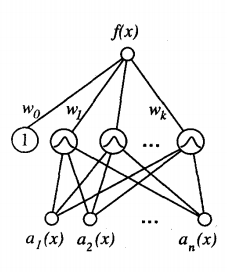 f(x)
w0 w1 wk
1 ...
...
a1(x) a2(x) an(x)